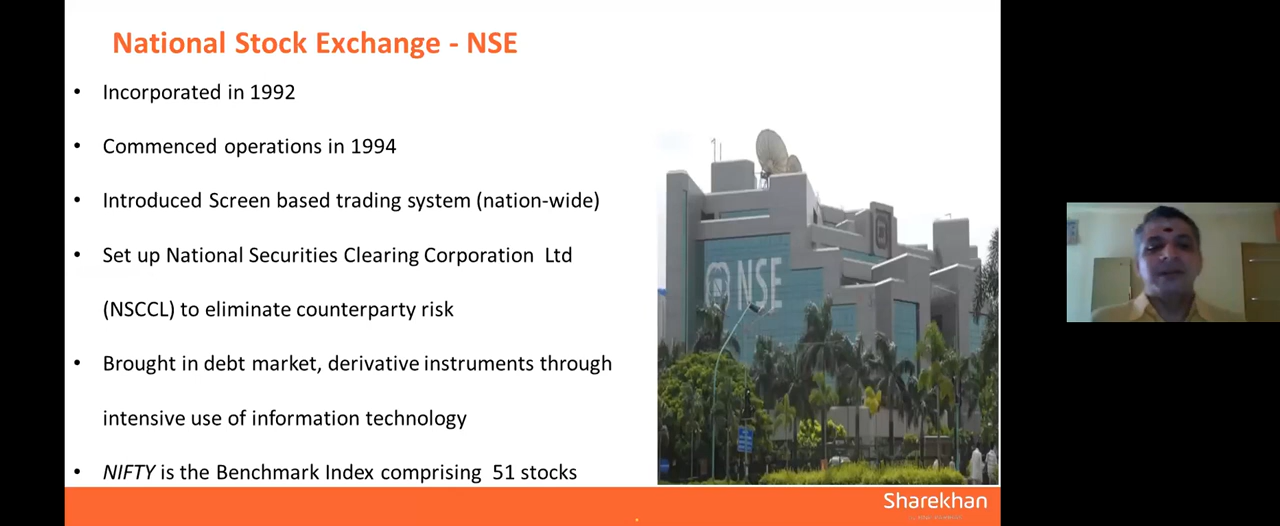 National Stock Exchange - NSE
• Incorporated in 1992
• Commenced operations in 1994
• Introduced Screen based trading system (nation-wide)
• Set up National Securities Clearing Corporation Ltd
(NSCCL) to eliminate counterparty risk
• Brought in debt market, derivative instruments through
intensive use of information technology
• NIFTY is the Benchmark Index comprising 51 stocks
NSE
Sharekhan